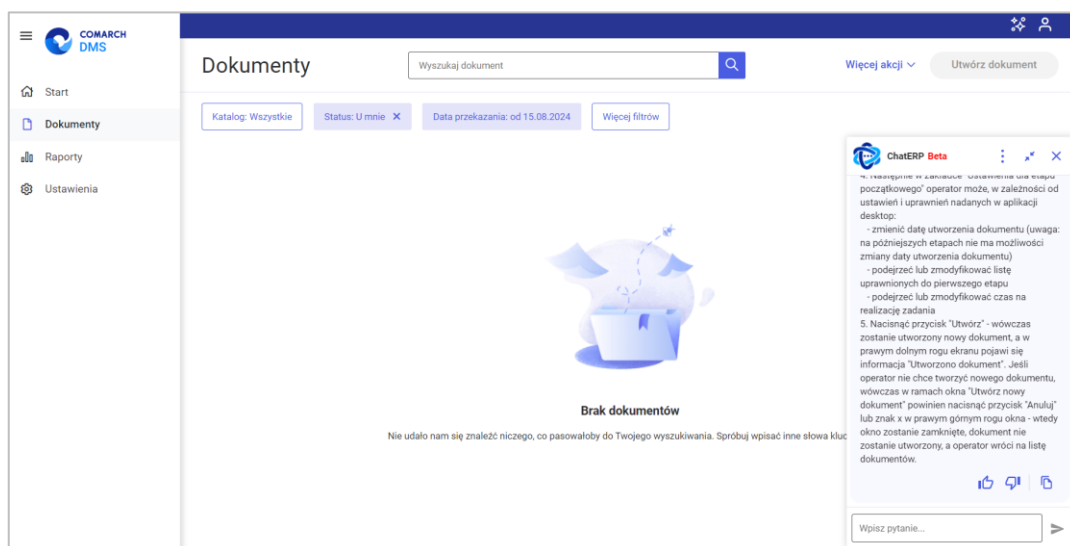 COMARCH
DMS
Start
Dokumenty
Raporty
Ustawienia
Dokumenty
Wyszukaj dokument
Więcej akcji
Utwórz dokument
Katalog: Wszystkie
Status: U mnie
Data przekazania: od 15.08.2024
Więcej filtrów
Brak dokumentów
Nie udało nam się znaleźć niczego, co pasowałoby do Twojego wyszukiwania. Spróbuj wpisać inne słowa kluc
ChatERP Beta
4. Następnie w zakładce "Ustawienia dla etapu
początkowego" operator może, w zależności od
ustawień i uprawnień nadanych w aplikacji
desktop:
- zmienić datę utworzenia dokumentu (uwaga:
na późniejszych etapach nie ma możliwości
zmiany daty utworzenia dokumentu)
- podejrzeć lub zmodyfikować listę
uprawnionych do pierwszego etapu
- podejrzeć lub zmodyfikować czas na
realizację zadania
5. Nacisnąć przycisk "Utwórz" - wówczas
zostanie utworzony nowy dokument, a w
prawym dolnym rogu ekranu pojawi się
informacja "Utworzono dokument". Jeśli
operator nie chce tworzyć nowego dokumentu,
wówczas w ramach okna "Utwórz nowy
dokument" powinien nacisnąć przycisk "Anuluj"
lub znak x w prawym górnym rogu okna - wtedy
okno zostanie zamknięte, dokument nie
zostanie utworzony, a operator wróci na listę
dokumentów.
Wpisz pytanie...